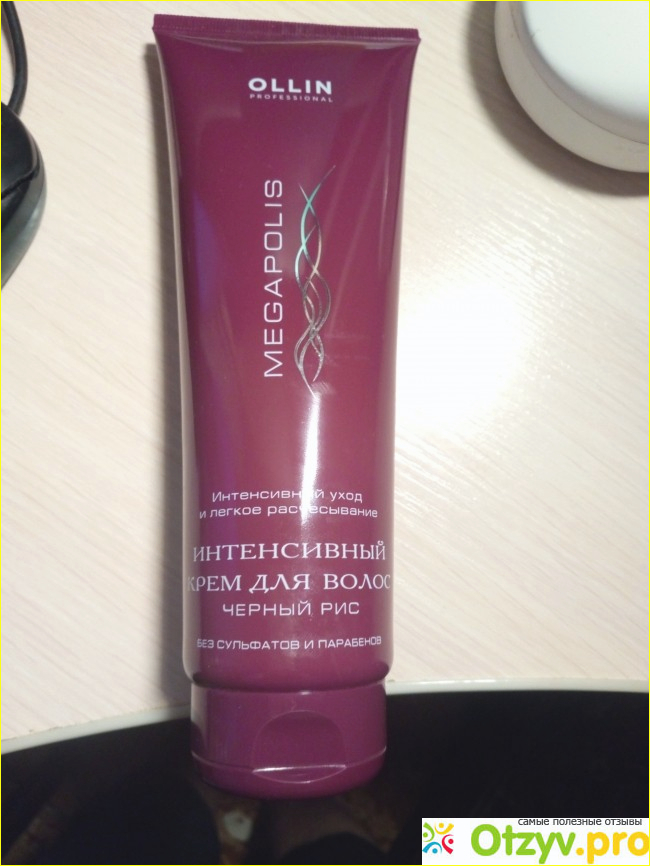 OLLIN
PROFESSIONAL
MEGAPOLIS
Интенсивный уход
и легкое расчесывание
ИНТЕНСИВНЫЙ
КРЕМ ДЛЯ ВОЛОС
ЧЕРНЫЙ РИС
БЕЗ СУЛЬФАТОВ И ПАРАБЕНОВ
самые полезные отзывы
Otzyv.pro